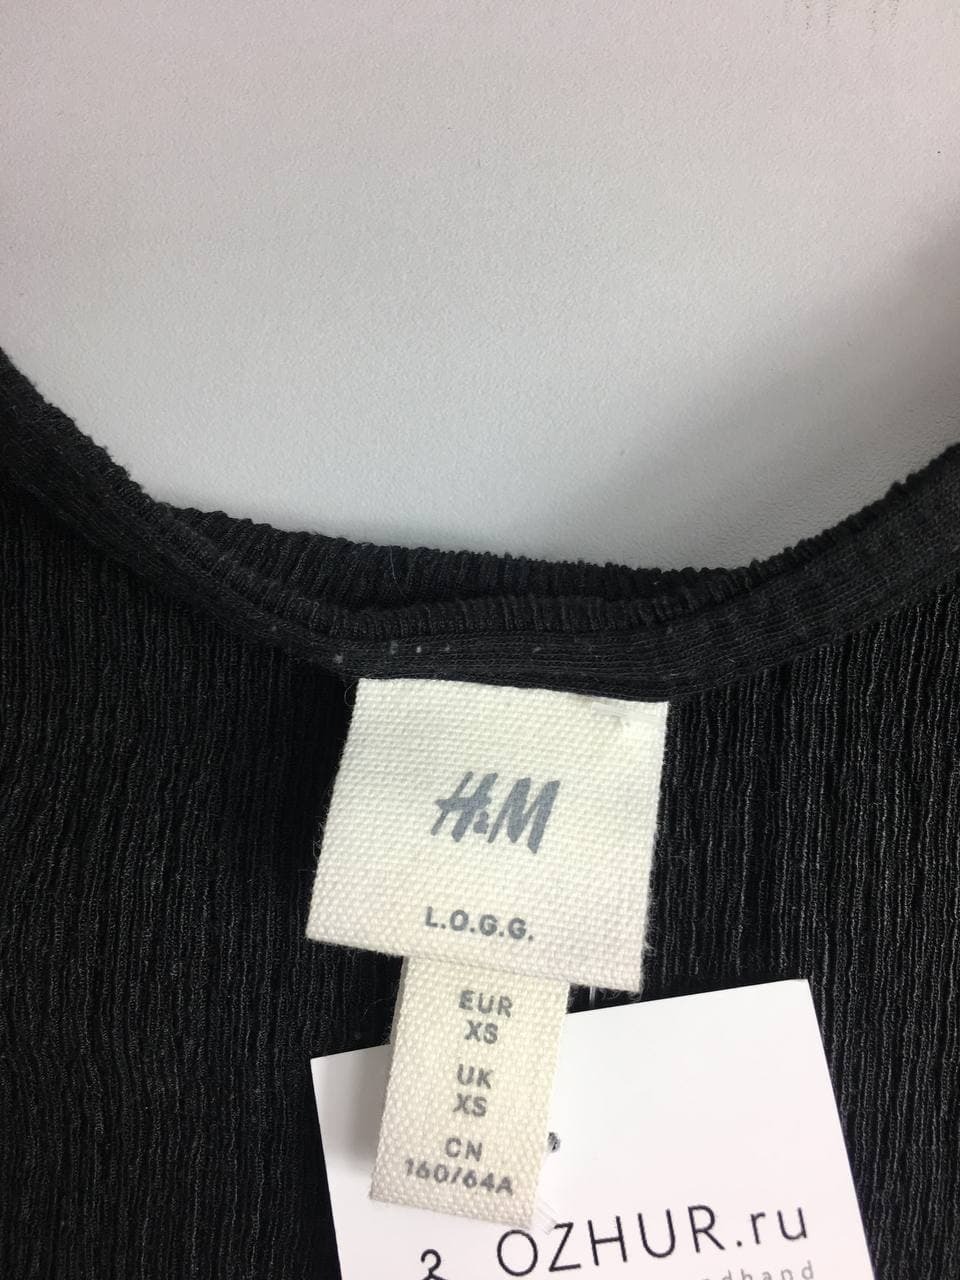 H&M
L.O.G.G.
EUR
XS
UK
XS
CN
160/64A
OZHUR.ru